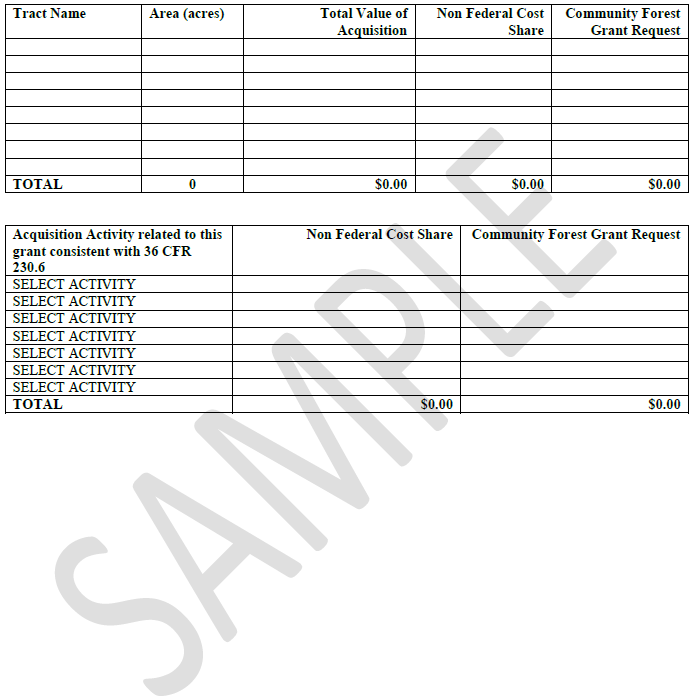 Tract Name Area (acres) Total Value of Non Federal Cost Community Forest
Acquisition Share Grant Request
TOTAL 0 $0.00 $0.00 $0.00
Acquisition Activity related to this Non Federal Cost Share Community Forest Grant Request
grant consistent with 36 CFR
230.6
SELECT ACTIVITY
SELECT ACTIVITY
SELECT ACTIVITY
SELECT ACTIVITY
SELECT ACTIVITY
SELECT ACTIVITY
SELECT ACTIVITY
TOTAL $0.00 $0.00
SAMPLE